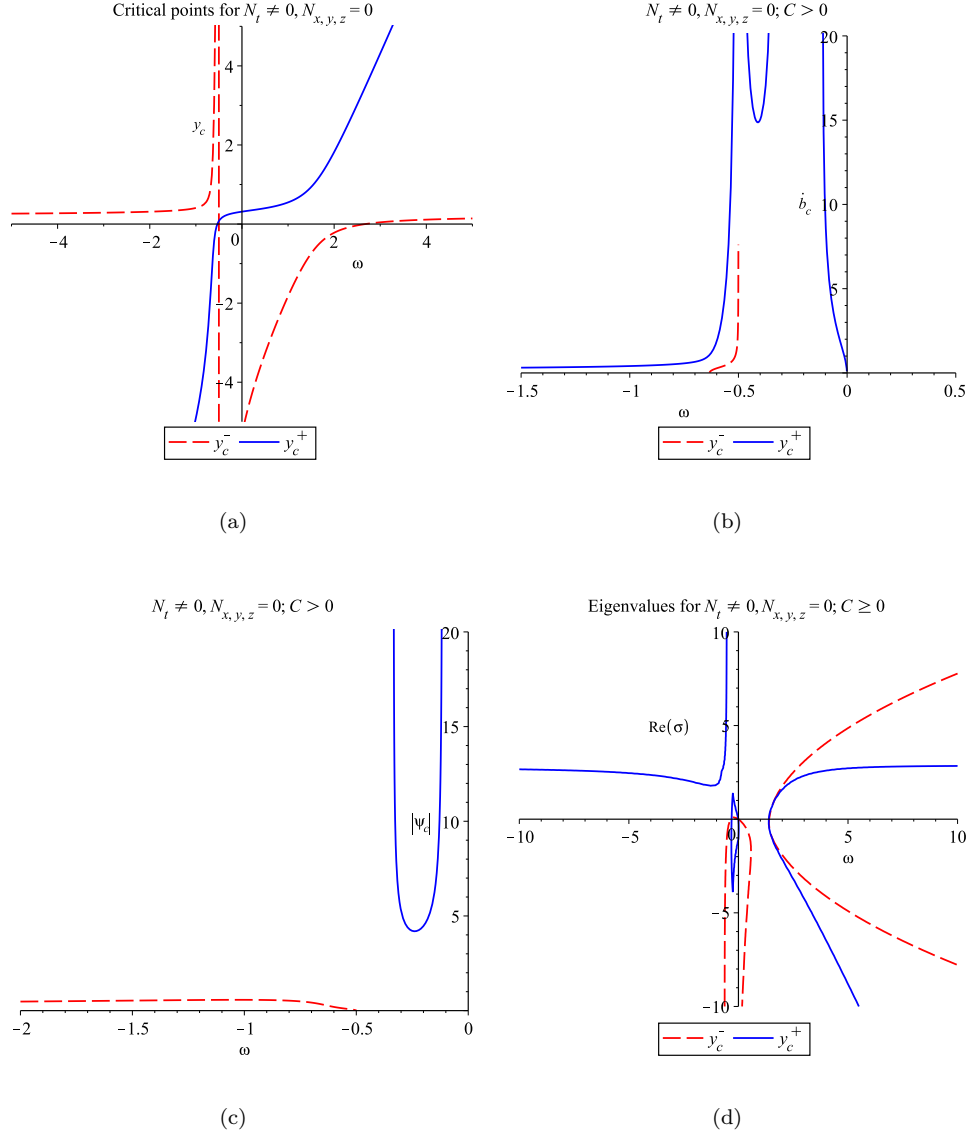 Critical points for N_t ≠ 0, N_{x, y, z} = 0
y_c
4
2
−2
−4
−4 −2 0 2 4
ω
y_c^- y_c^+
(a)
N_t ≠ 0, N_{x, y, z} = 0; C > 0
20
15
10
5
ḃ_c
−1.5 −1 −0.5 0 0.5
ω
y_c^- y_c^+
(b)
N_t ≠ 0, N_{x, y, z} = 0; C > 0
20
15
10
5
|Ψ_c|
−2 −1.5 −1 −0.5 0
ω
(c)
Eigenvalues for N_t ≠ 0, N_{x, y, z} = 0; C ≥ 0
10
5
Re(σ)
−10 −5 0 5 10
ω
−5
−10
y_c^- y_c^+
(d)